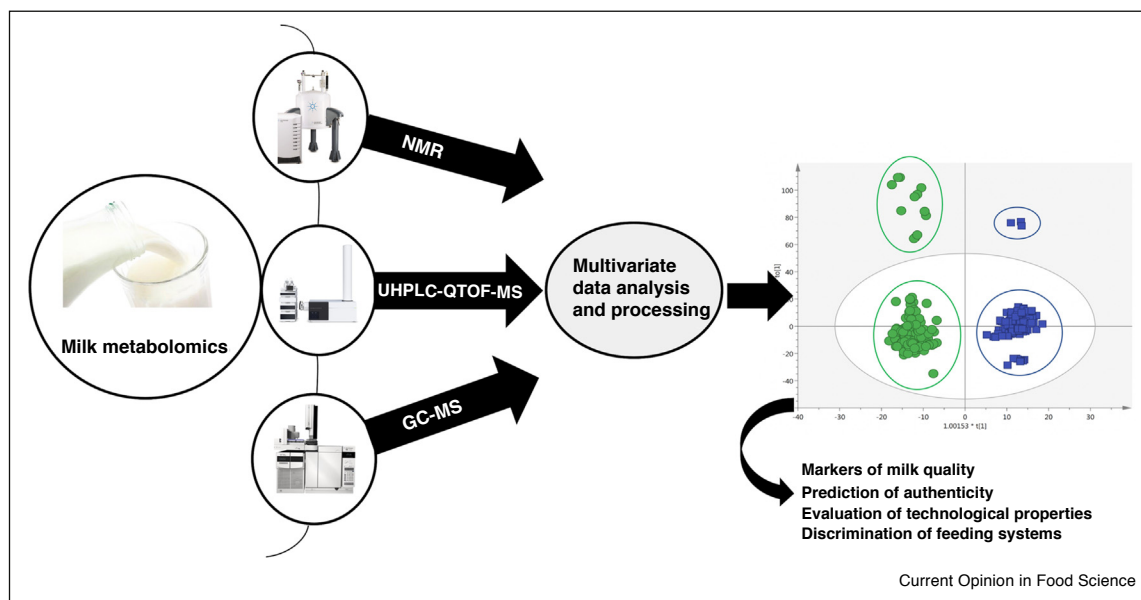 NMR
UHPLC-QTOF-MS
GC-MS
Milk metabolomics
Multivariate
data analysis
and processing
100
80
60
40
20
0
-20
-40
-60
-40
-30
-20
-10
0
10
20
30
1.00153 * t[1]
Markers of milk quality
Prediction of authenticity
Evaluation of technological properties
Discrimination of feeding systems
Current Opinion in Food Science